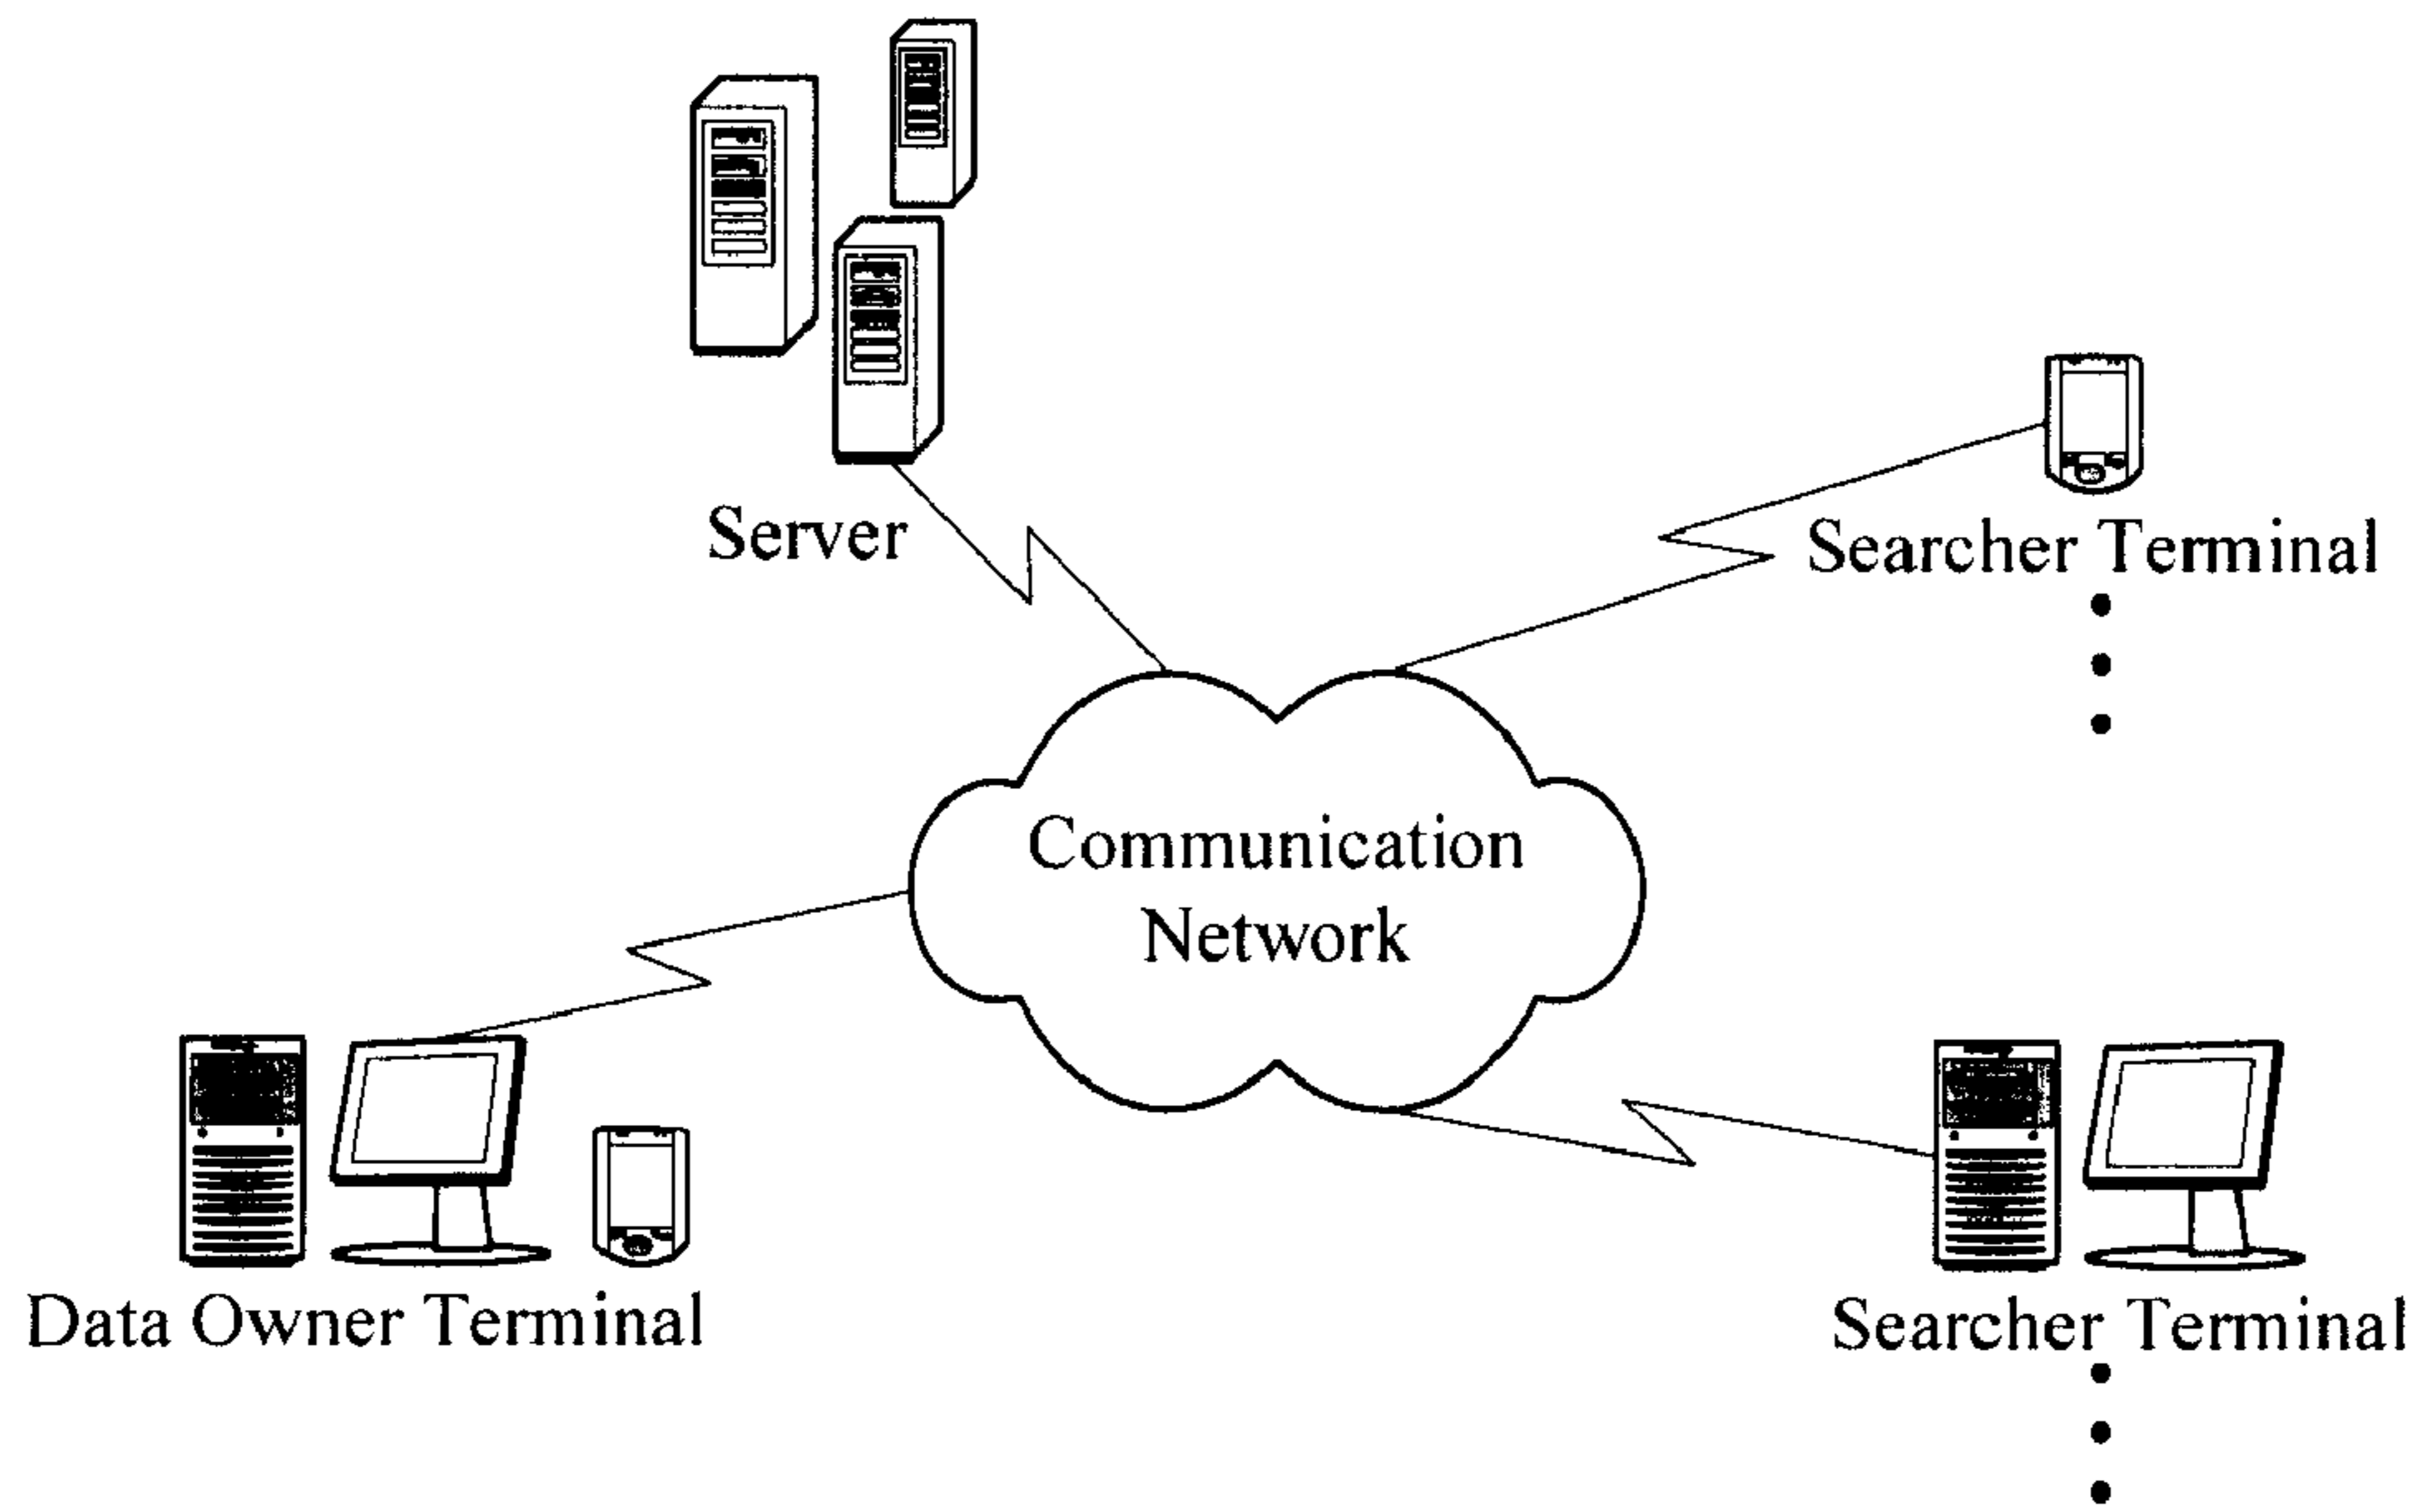 Server
Searcher Terminal
Communication
Network
Data Owner Terminal
Searcher Terminal